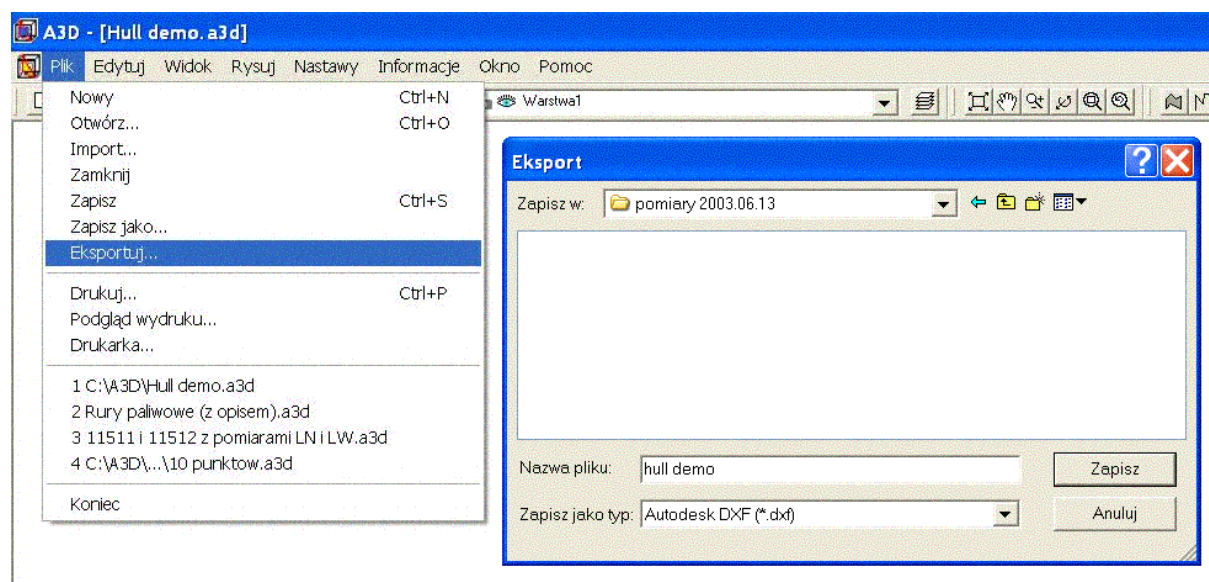 A3D - [Hull demo.a3d]
Plik Edytuj Widok Rysuj Nastawy Informacje Okno Pomoc
Warstwa1
Nowy Ctrl+N
Otwórz... Ctrl+O
Import...
Zamknij
Zapisz Ctrl+S
Zapisz jako...
Eksportuj...
Drukuj... Ctrl+P
Podgląd wydruku...
Drukarka...
1 C:\A3D\Hull demo.a3d
2 Rury paliwowe (z opisem).a3d
3 11511 i 11512 z pomiarami LN i LW.a3d
4 C:\A3D\...\10 punktow.a3d
Koniec
Eksport
Zapisz w: pomiary 2003.06.13
Nazwa pliku: hull demo Zapisz
Zapisz jako typ: Autodesk DXF (*.dxf) Anuluj